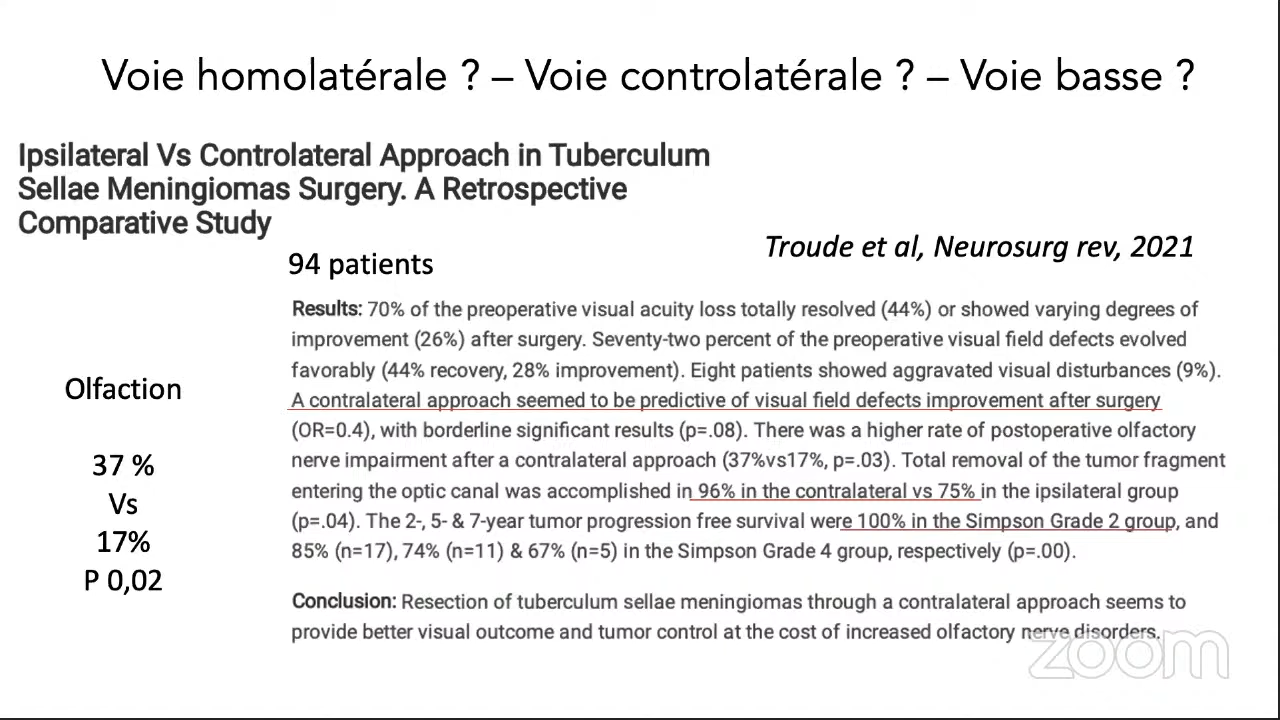 Voie homolatérale ? – Voie controlatérale ? – Voie basse ?
Ipsilateral Vs Controlateral Approach in Tuberculum
Sellae Meningiomas Surgery. A Retrospective
Comparative Study
Troude et al, Neurosurg rev, 2021
94 patients
Results: 70% of the preoperative visual acuity loss totally resolved (44%) or showed varying degrees of
improvement (26%) after surgery. Seventy-two percent of the preoperative visual field defects evolved
favorably (44% recovery, 28% improvement). Eight patients showed aggravated visual disturbances (9%).
A contralateral approach seemed to be predictive of visual field defects improvement after surgery
(OR=0.4), with borderline significant results (p=.08). There was a higher rate of postoperative olfactory
nerve impairment after a contralateral approach (37%vs17%, p=.03). Total removal of the tumor fragment
entering the optic canal was accomplished in 96% in the contralateral vs 75% in the ipsilateral group
(p=.04). The 2-, 5- & 7-year tumor progression free survival were 100% in the Simpson Grade 2 group, and
85% (n=17), 74% (n=11) & 67% (n=5) in the Simpson Grade 4 group, respectively (p=.00).
Conclusion: Resection of tuberculum sellae meningiomas through a contralateral approach seems to
provide better visual outcome and tumor control at the cost of increased olfactory nerve disorders.
Olfaction
37 %
Vs
17%
P 0,02
zoom